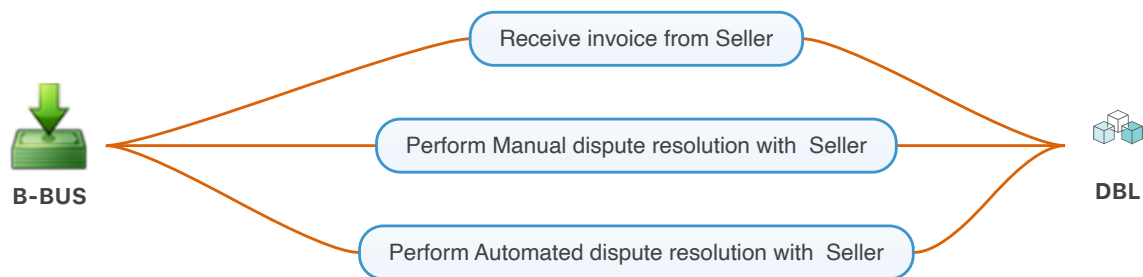 Receive invoice from Seller
B-BUS
Perform Manual dispute resolution with  Seller
DBL
Perform Automated dispute resolution with  Seller